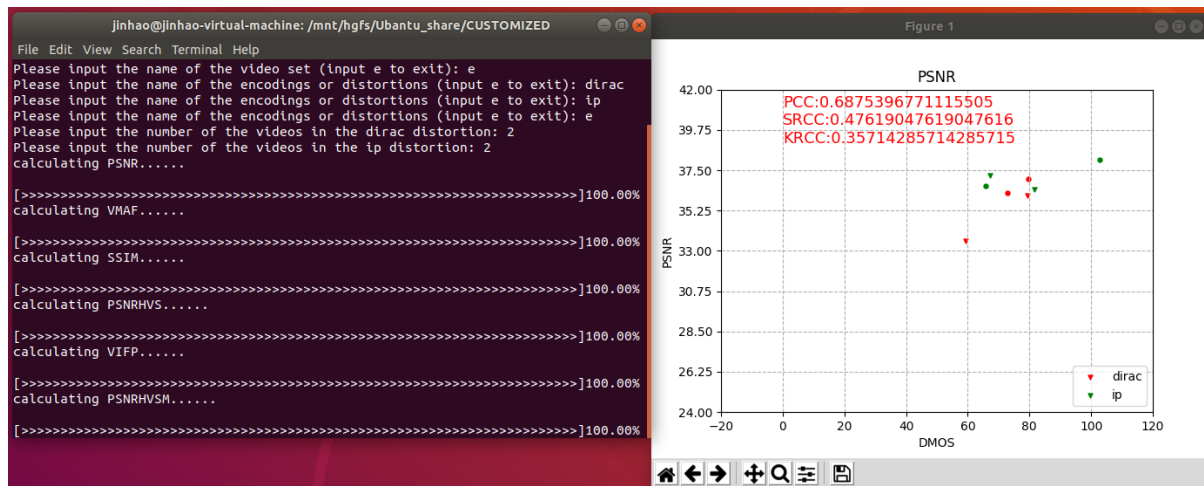 jinhao@jinhao-virtual-machine: /mnt/hgfs/Ubantu_share/CUSTOMIZED
File Edit View Search Terminal Help
Please input the name of the video set (input e to exit): e
Please input the name of the encodings or distortions (input e to exit): dirac
Please input the name of the encodings or distortions (input e to exit): ip
Please input the name of the encodings or distortions (input e to exit): e
Please input the number of the videos in the dirac distortion: 2
Please input the number of the videos in the ip distortion: 2
calculating PSNR......
[>>>>>>>>>>>>>>>>>>>>>>>>>>>>>>>>>>>>>>>>>>>>>>>>>>>>>>>>>>>>>>>>>>>>>>]100.00%
calculating VMAF......
[>>>>>>>>>>>>>>>>>>>>>>>>>>>>>>>>>>>>>>>>>>>>>>>>>>>>>>>>>>>>>>>>>>>>>>]100.00%
calculating SSIM......
[>>>>>>>>>>>>>>>>>>>>>>>>>>>>>>>>>>>>>>>>>>>>>>>>>>>>>>>>>>>>>>>>>>>>>>]100.00%
calculating PSNRHVS......
[>>>>>>>>>>>>>>>>>>>>>>>>>>>>>>>>>>>>>>>>>>>>>>>>>>>>>>>>>>>>>>>>>>>>>>]100.00%
calculating VIFP......
[>>>>>>>>>>>>>>>>>>>>>>>>>>>>>>>>>>>>>>>>>>>>>>>>>>>>>>>>>>>>>>>>>>>>>>]100.00%
calculating PSNRHVSM......
[>>>>>>>>>>>>>>>>>>>>>>>>>>>>>>>>>>>>>>>>>>>>>>>>>>>>>>>>>>>>>>>>>>>>>>]100.00%
Figure 1
PSNR
PCC:0.6875396771115505
SRCC:0.47619047619047616
KRCC:0.35714285714285715
42.00
39.75
37.50
35.25
33.00
30.75
28.50
26.25
24.00
PSNR
dirac
ip
−20 0 20 40 60 80 100 120
DMOS